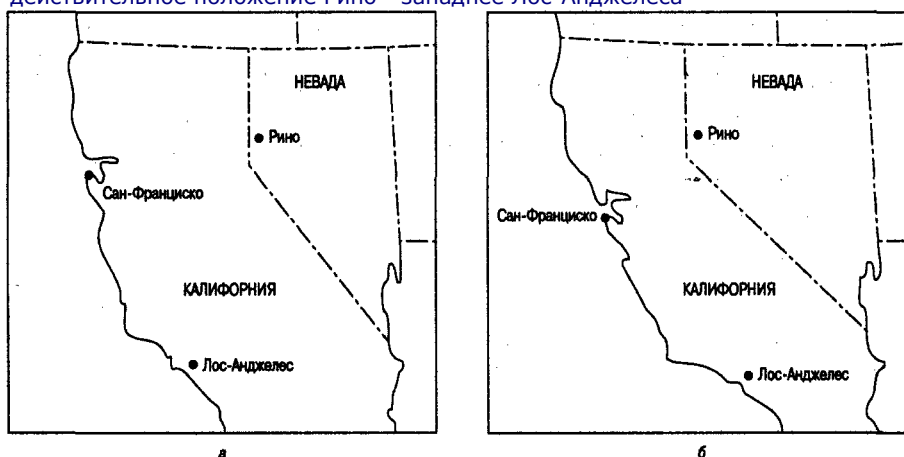 действительное положение Рино – западнее Лос-Анджелеса
НЕВАДА
Рино
Сан-Франциско
КАЛИФОРНИЯ
Лос-Анджелес
а
НЕВАДА
Рино
Сан-Франциско
КАЛИФОРНИЯ
Лос-Анджелес
б